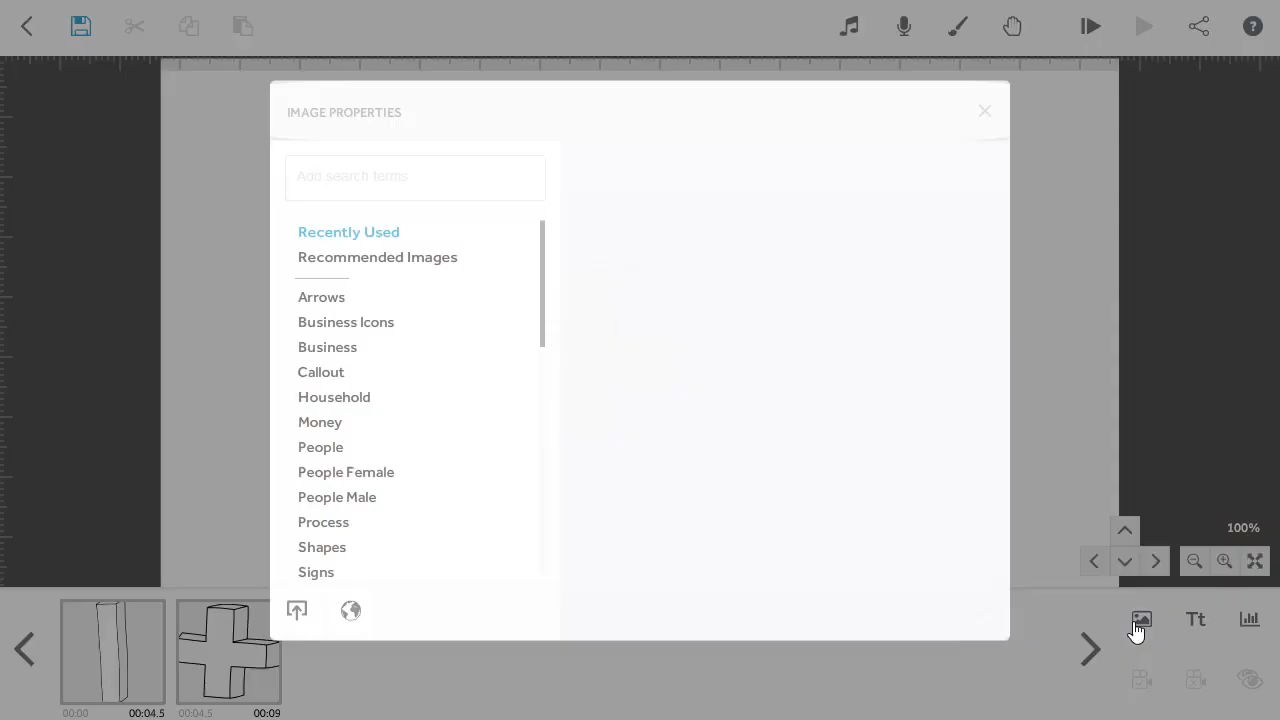 IMAGE PROPERTIES
Add search terms
Recently Used
Recommended Images
Arrows
Business Icons
Business
Callout
Household
Money
People
People Female
People Male
Process
Shapes
Signs
100%
Tt
00:00 00:04.5 00:04.5 00:09